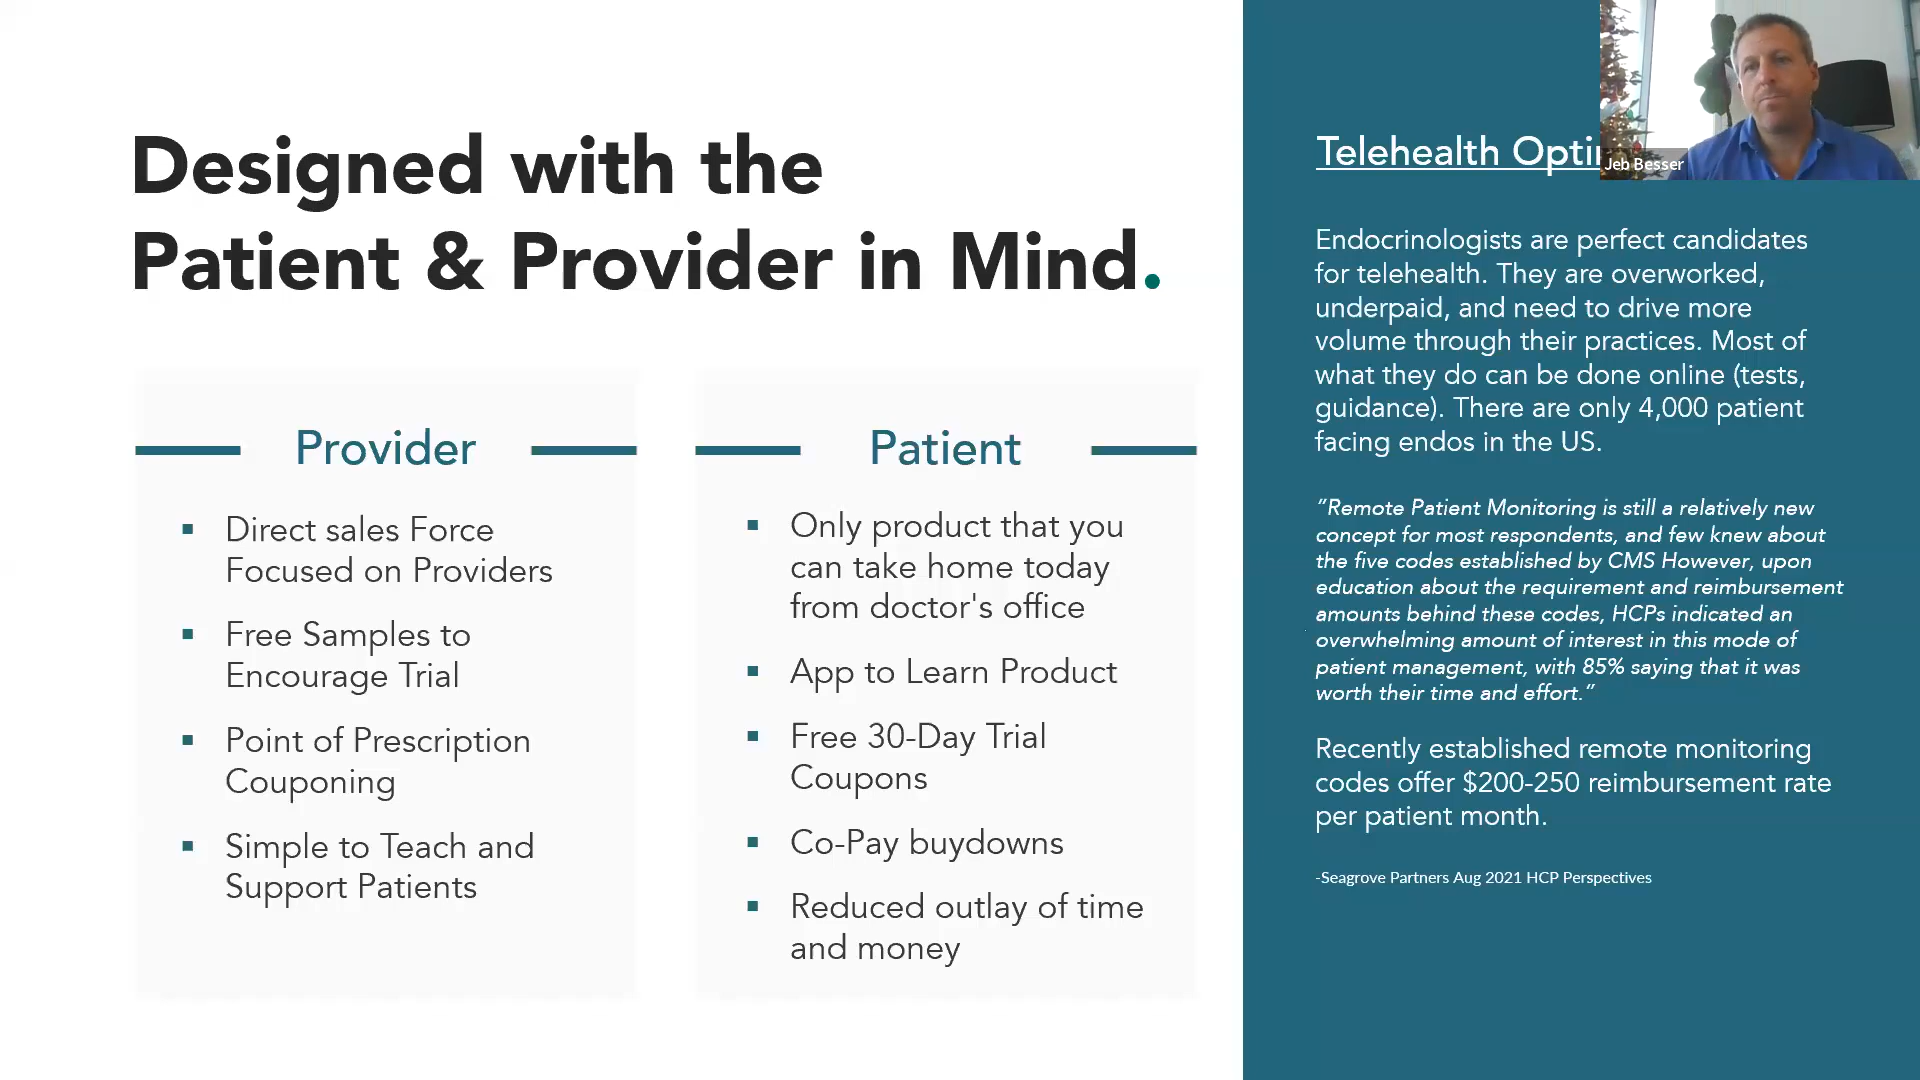 Designed with the
Patient & Provider in Mind.
Provider
▪ Direct sales Force
Focused on Providers
▪ Free Samples to
Encourage Trial
▪ Point of Prescription
Couponing
▪ Simple to Teach and
Support Patients
Patient
▪ Only product that you
can take home today
from doctor's office
▪ App to Learn Product
▪ Free 30-Day Trial
Coupons
▪ Co-Pay buydowns
▪ Reduced outlay of time
and money
Telehealth
Jeb Besser
Endocrinologists are perfect candidates
for telehealth. They are overworked,
underpaid, and need to drive more
volume through their practices. Most of
what they do can be done online (tests,
guidance). There are only 4,000 patient
facing endos in the US.
“Remote Patient Monitoring is still a relatively new
concept for most respondents, and few knew about
the five codes established by CMS However, upon
education about the requirement and reimbursement
amounts behind these codes, HCPs indicated an
overwhelming amount of interest in this mode of
patient management, with 85% saying that it was
worth their time and effort.”
Recently established remote monitoring
codes offer $200-250 reimbursement rate
per patient month.
-Seagrove Partners Aug 2021 HCP Perspectives